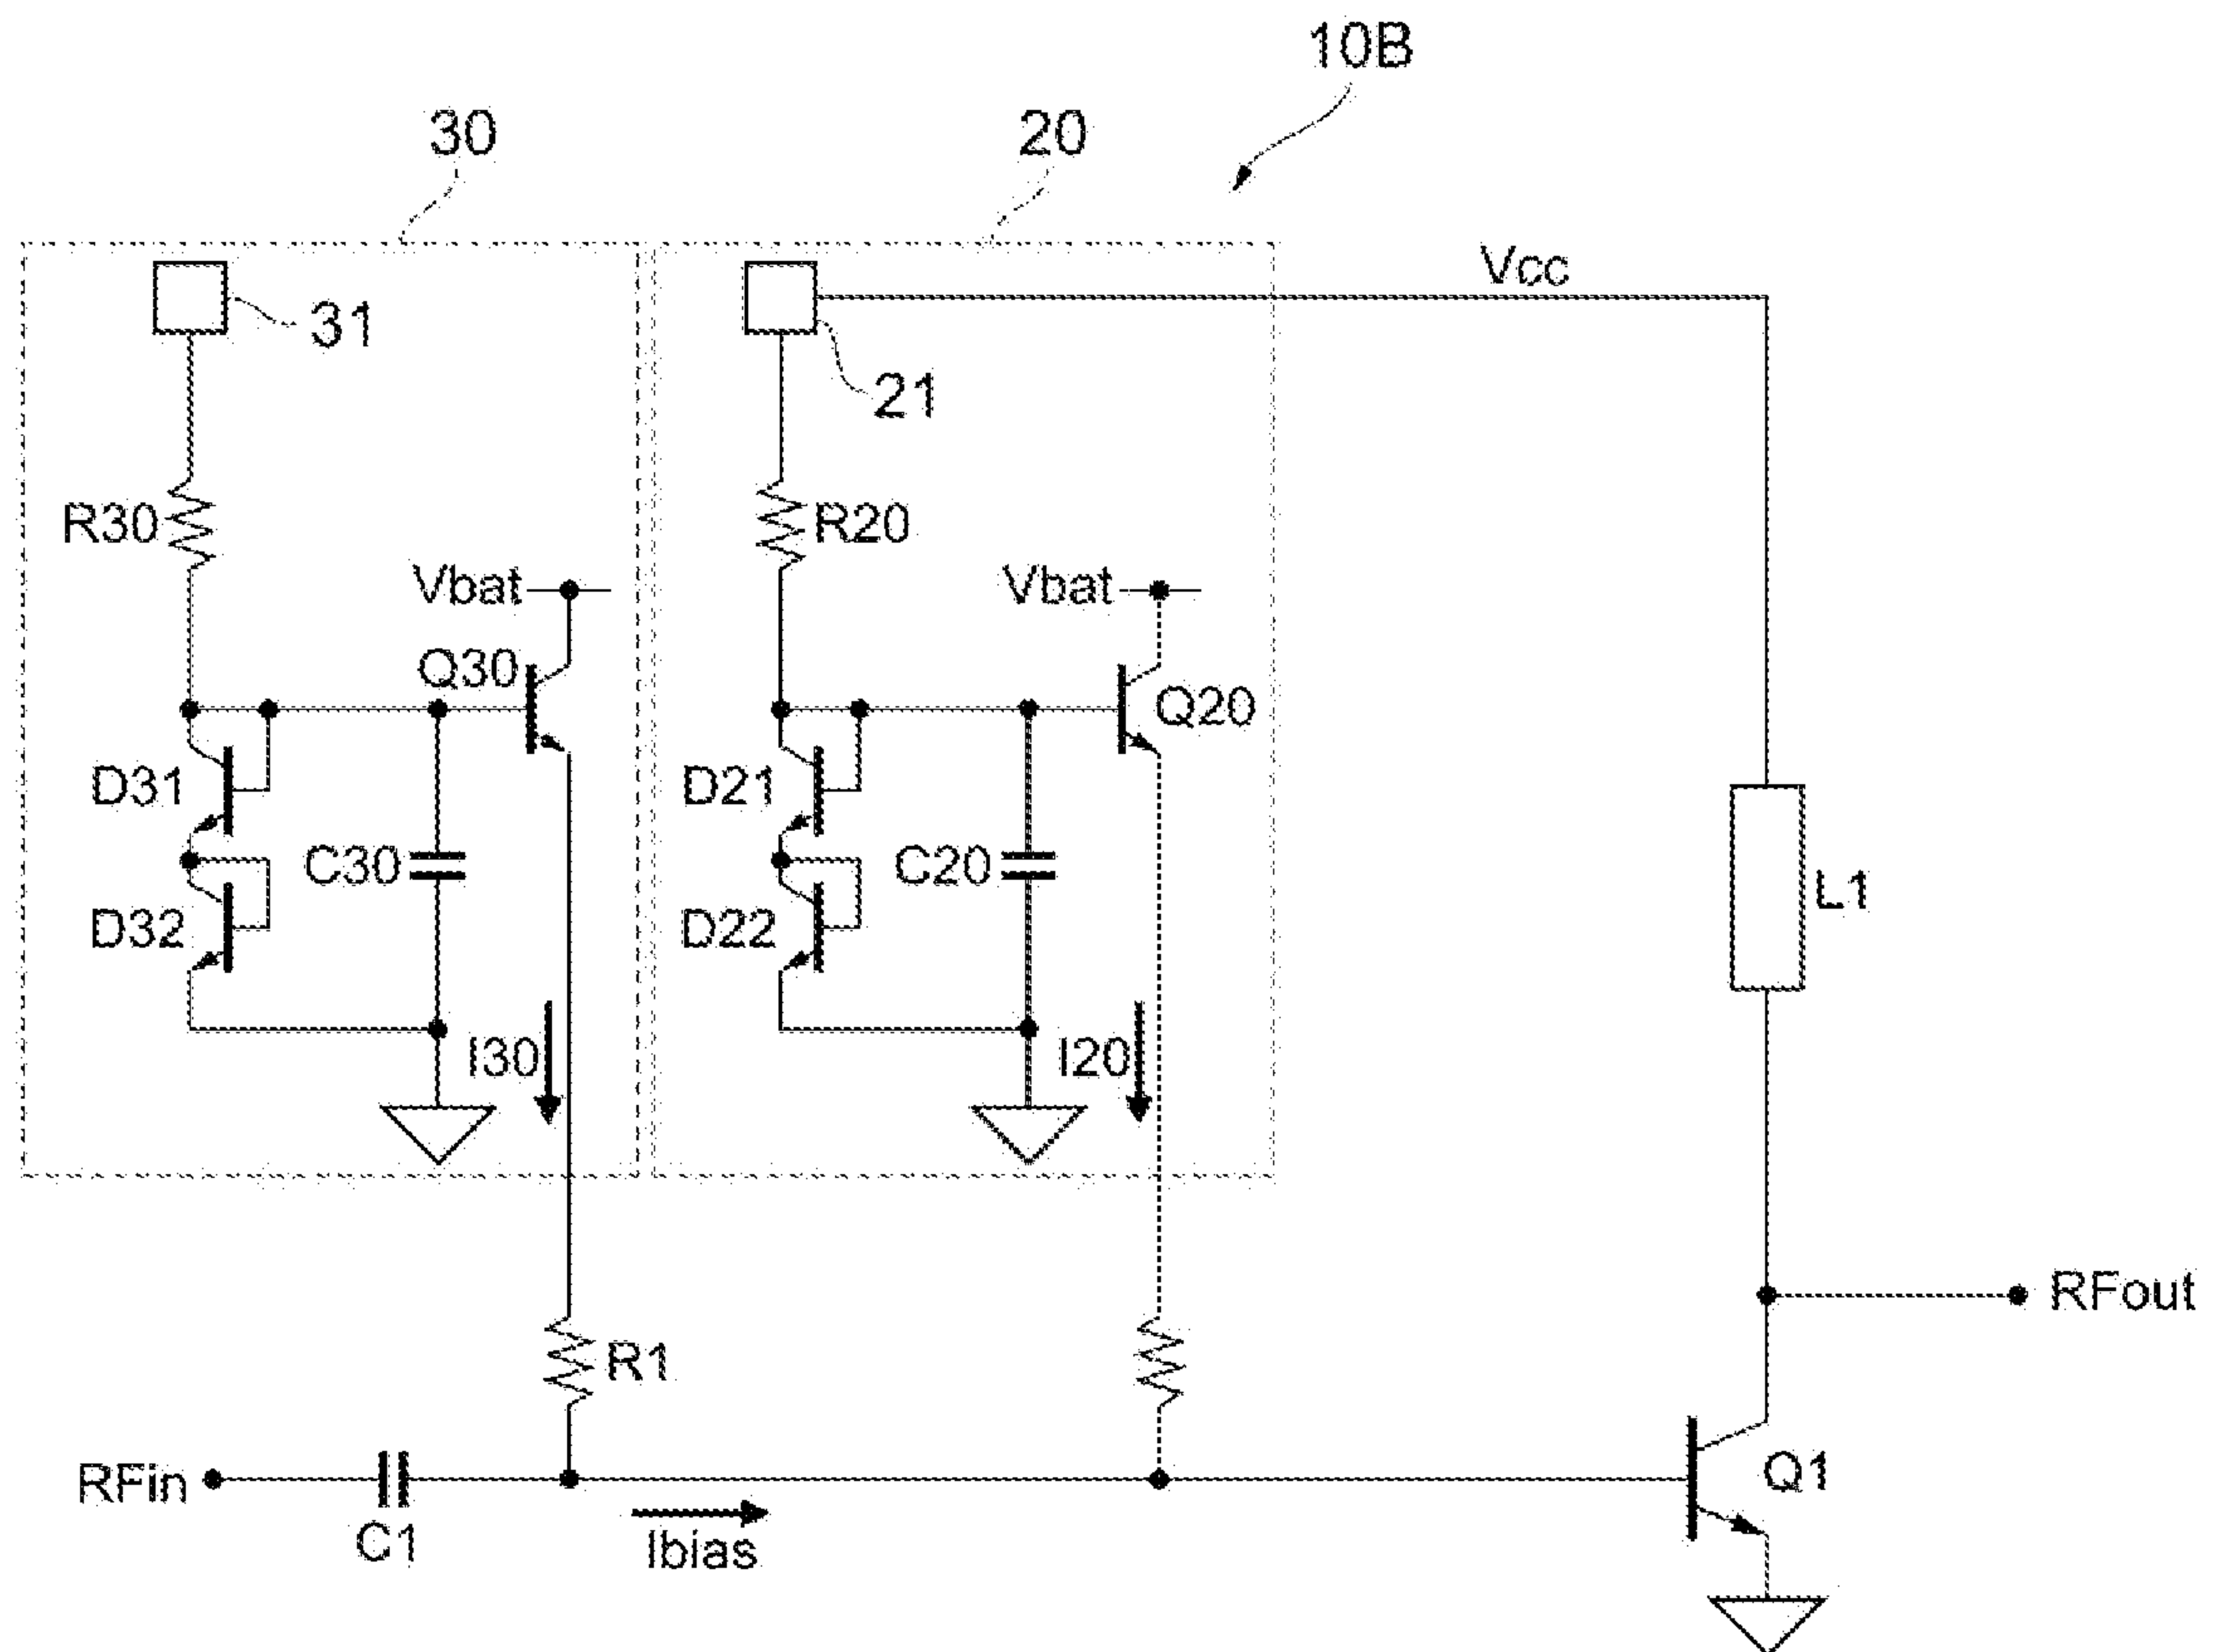 10B
30
20
Vcc
31
21
R30
R20
Vbat
Vbat
Q30
Q20
D31
D21
C30
C20
L1
D32
D22
I30
I20
RFout
R1
RFin
Q1
C1
Ibias